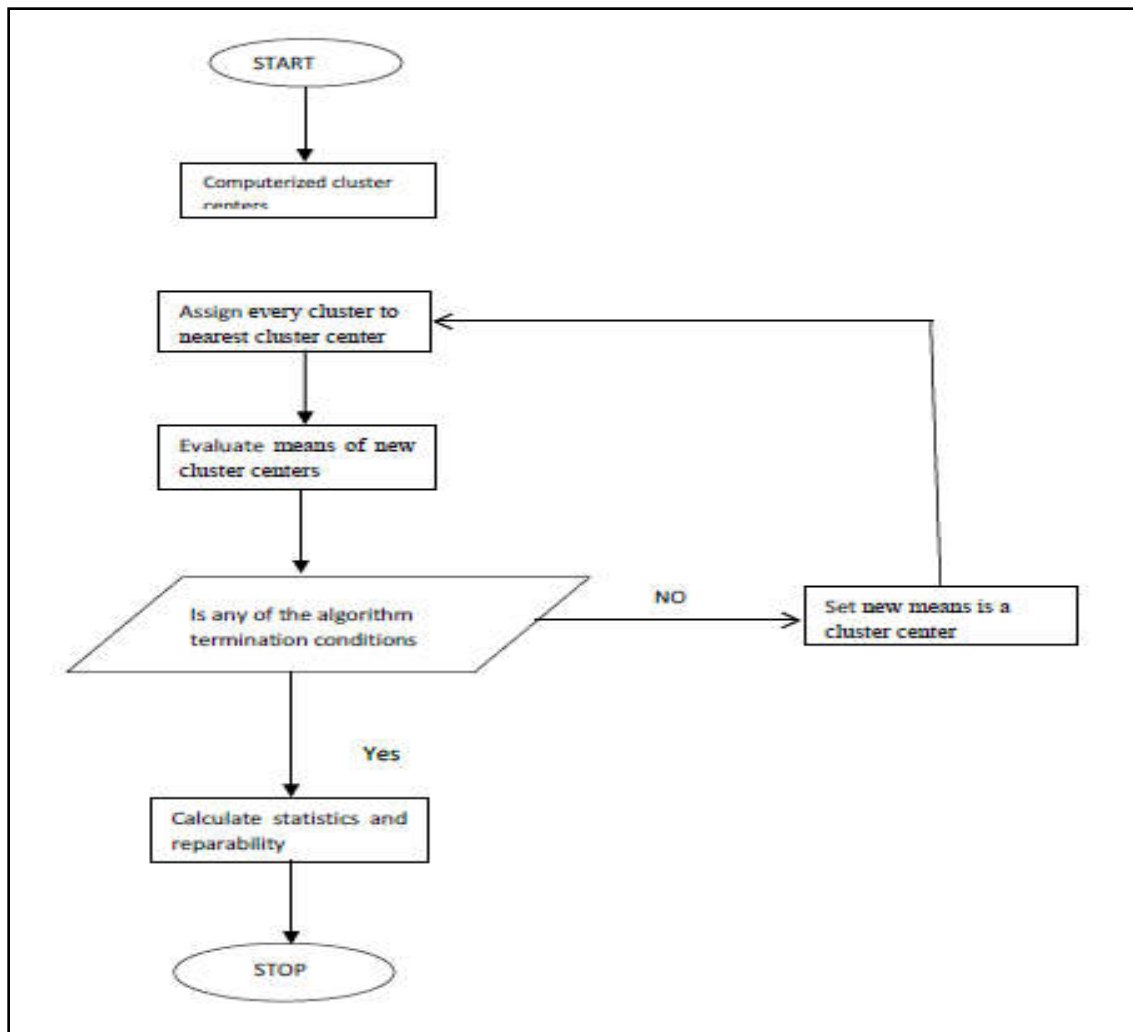 START
Computerized cluster
centers
Assign every cluster to
nearest cluster center
Evaluate means of new
cluster centers
Is any of the algorithm
termination conditions
NO
Set new means is a
cluster center
Yes
Calculate statistics and
reparability
STOP